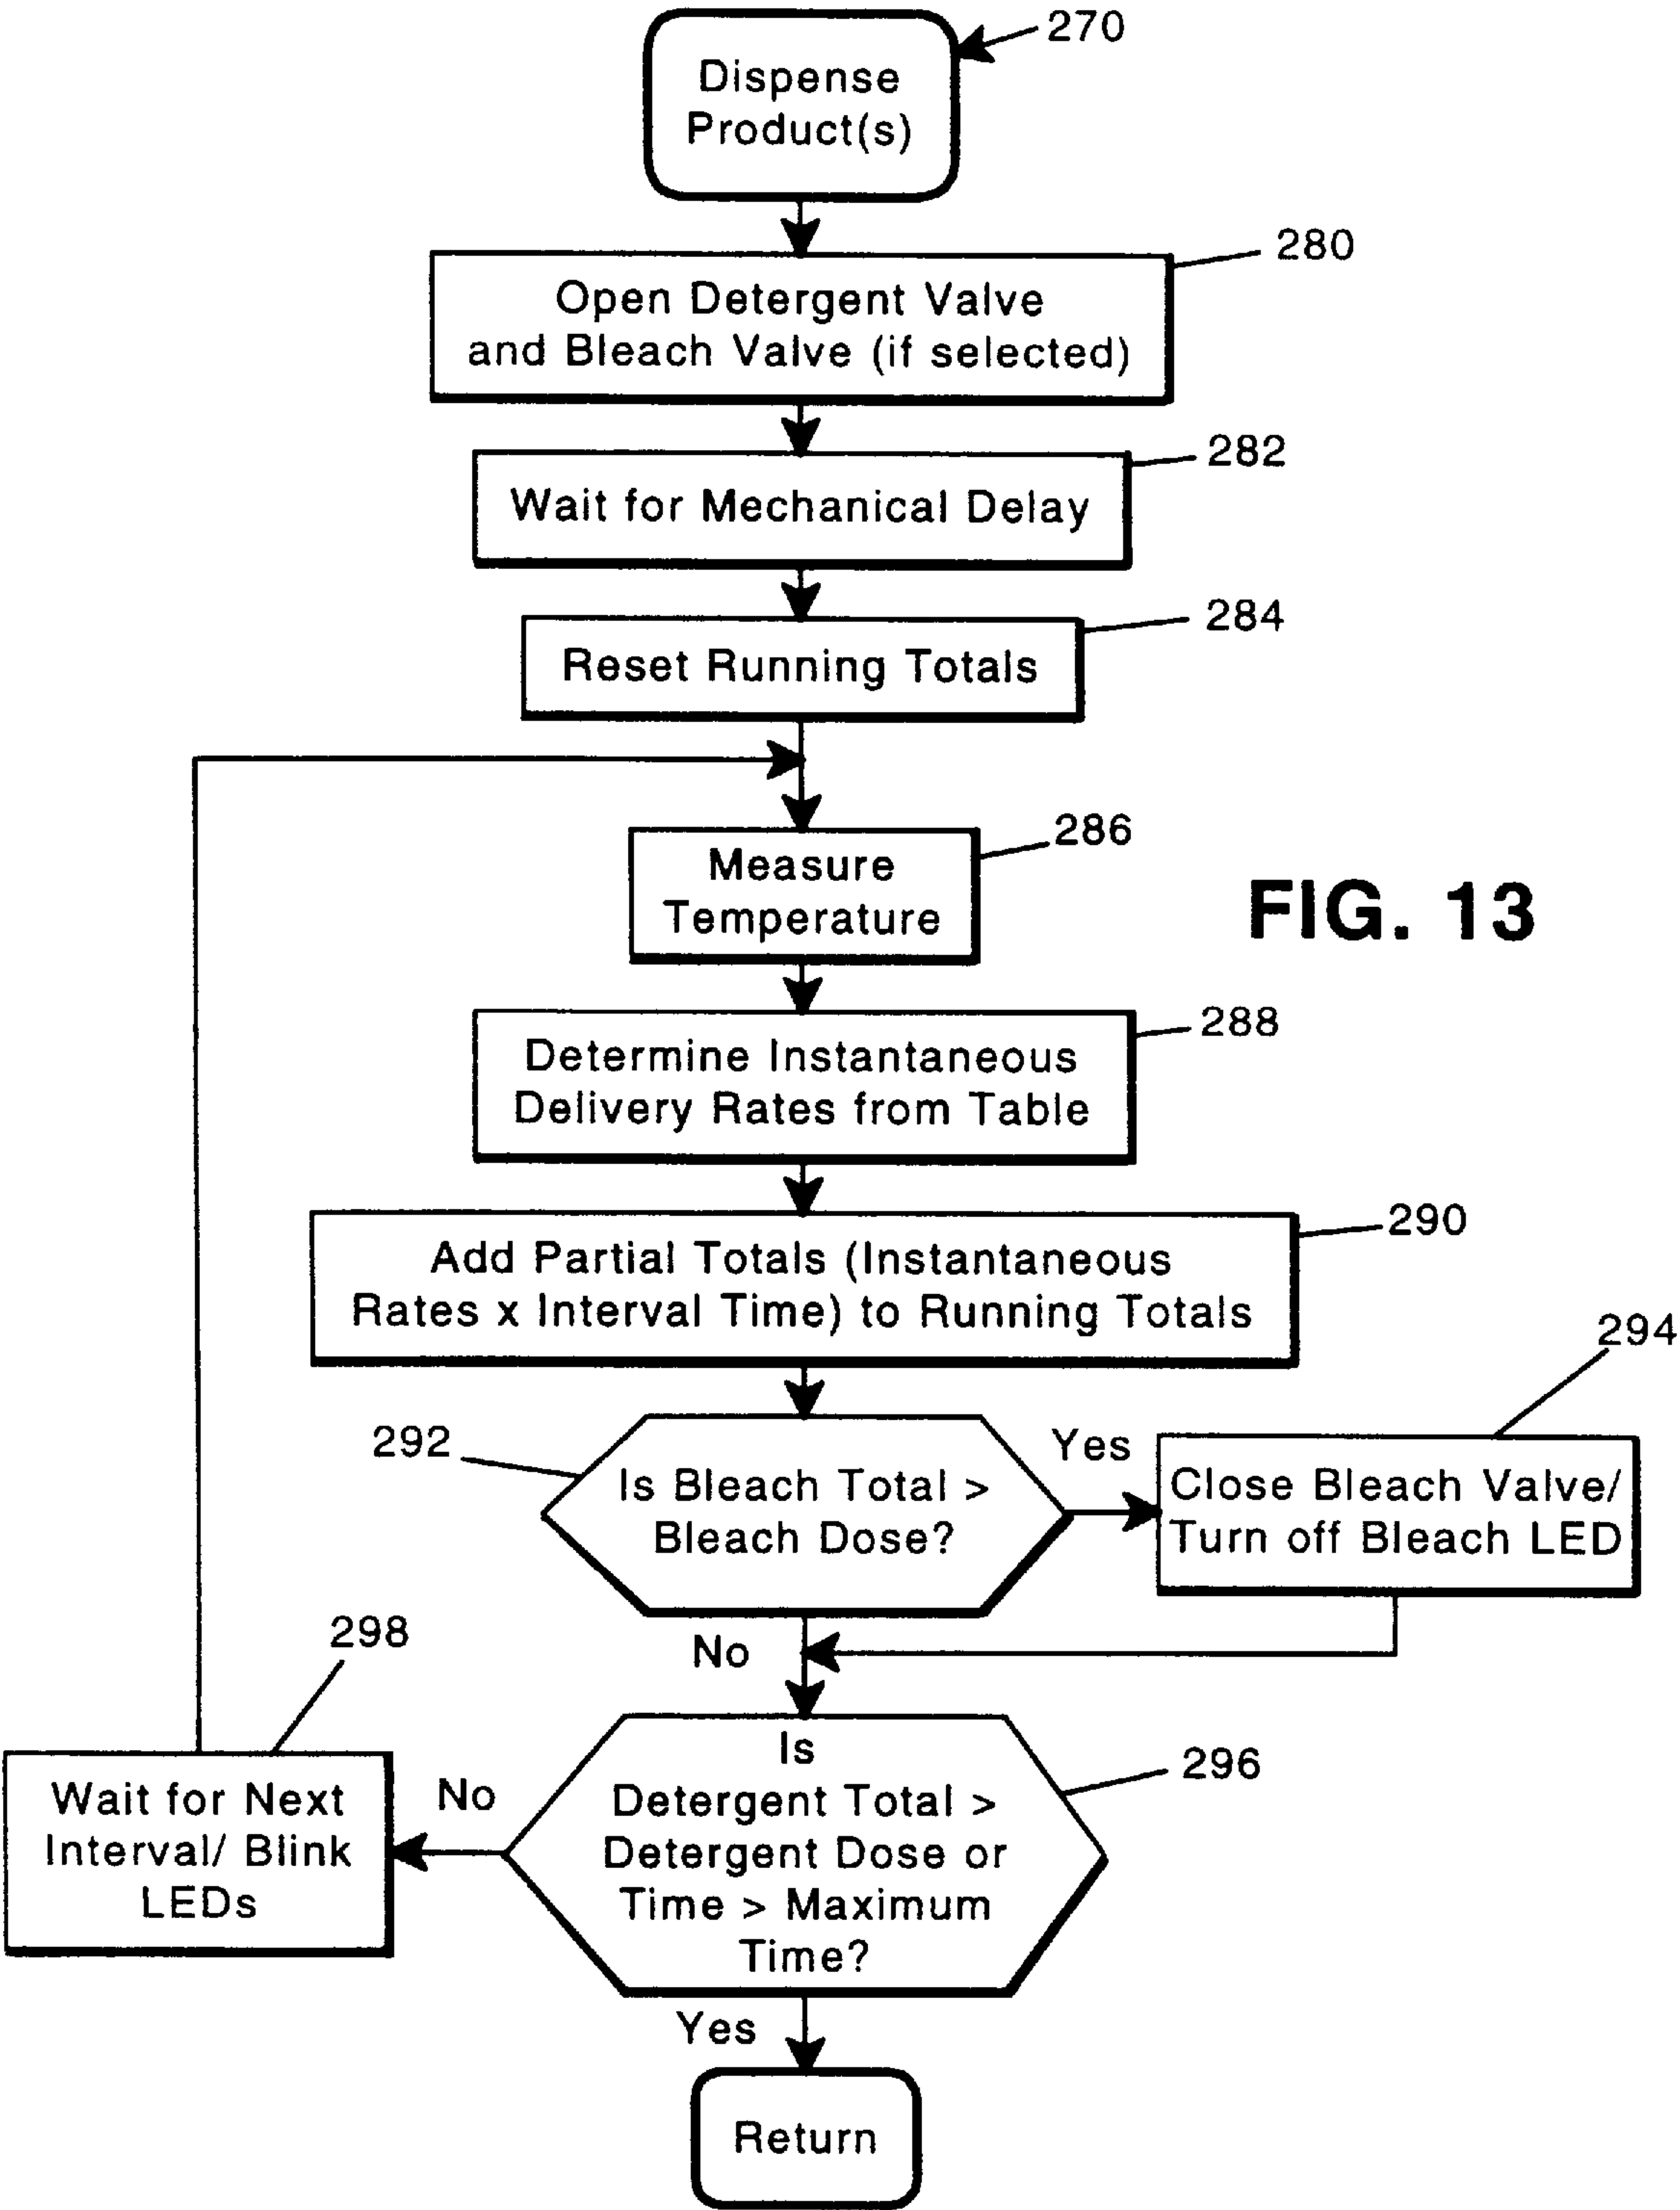 270
Dispense
Product(s)
280
Open Detergent Valve
and Bleach Valve (if selected)
282
Wait for Mechanical Delay
284
Reset Running Totals
286
Measure
Temperature
FIG. 13
288
Determine Instantaneous
Delivery Rates from Table
290
Add Partial Totals (Instantaneous
Rates x Interval Time) to Running Totals
294
292
Yes
Is Bleach Total >
Bleach Dose?
Close Bleach Valve/
Turn off Bleach LED
298
No
296
Is
Detergent Total >
Detergent Dose or
Time > Maximum
Time?
No
Wait for Next
Interval/ Blink
LEDs
Yes
Return